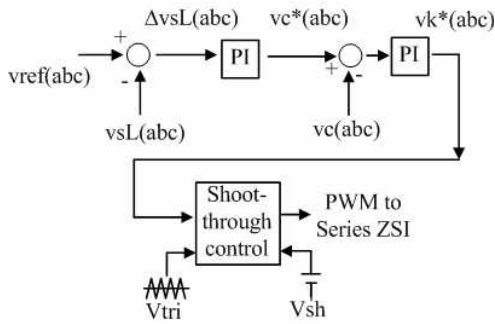 ΔvsL(abc) vc*(abc) vk*(abc)
+
PI
PI
+
-
-
vref(abc)
vsL(abc)
vc(abc)
Shoot-
through
control
PWM to
Series ZSI
Vtri
Vsh